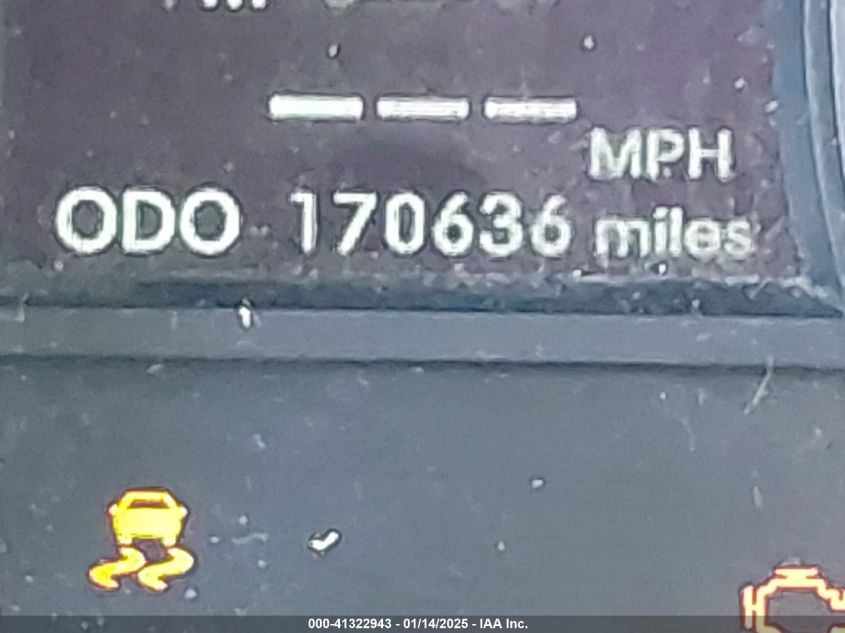 --- MPH
ODO 170636 miles
000-41322943 - 01/14/2025 - IAA Inc.